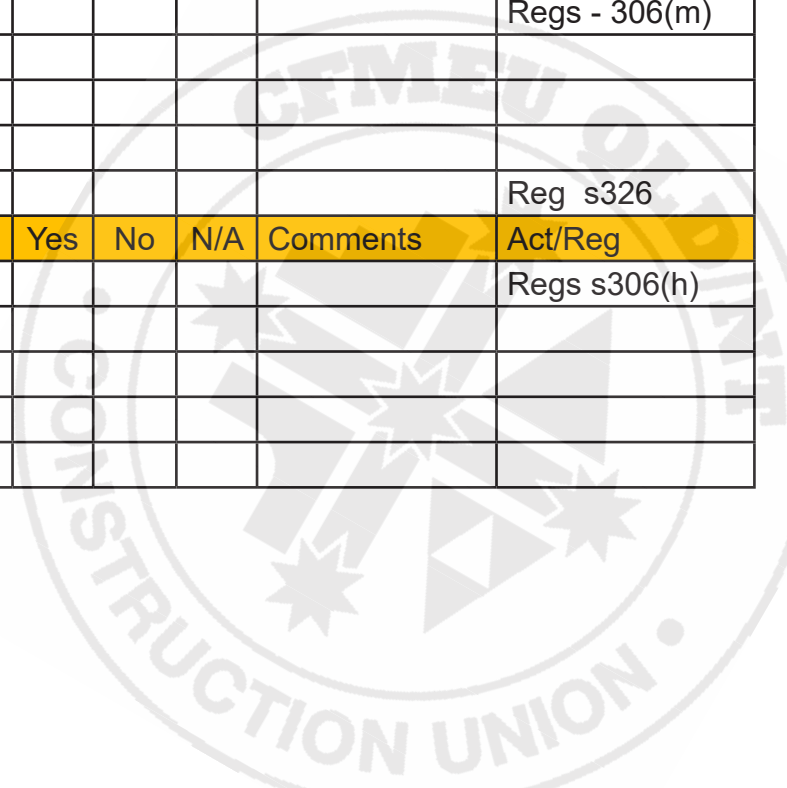 Regs - 306(m)
Reg s326
Yes No N/A Comments Act/Reg
Regs s306(h)
CFMEU QLD/NT
• CONSTRUCTION UNION •